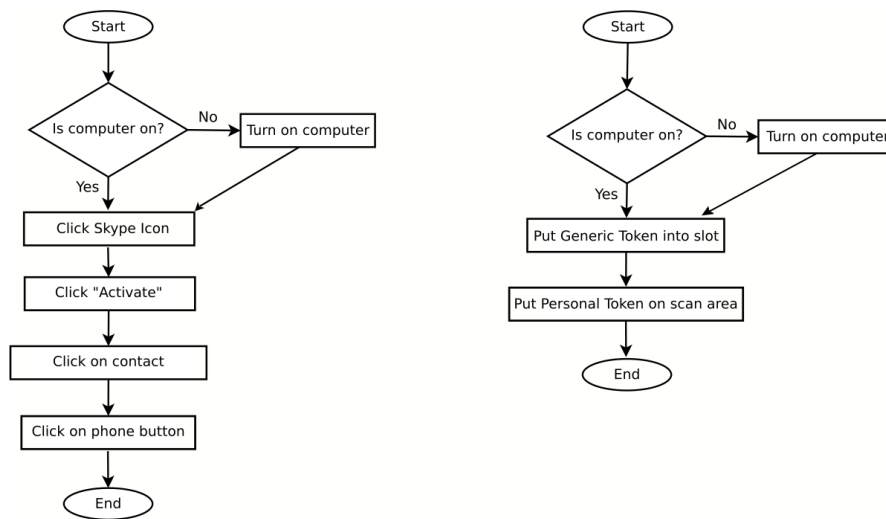 Start
Is computer on?
No
Turn on computer
Yes
Click Skype Icon
Click "Activate"
Click on contact
Click on phone button
End
Start
Is computer on?
No
Turn on computer
Yes
Put Generic Token into slot
Put Personal Token on scan area
End